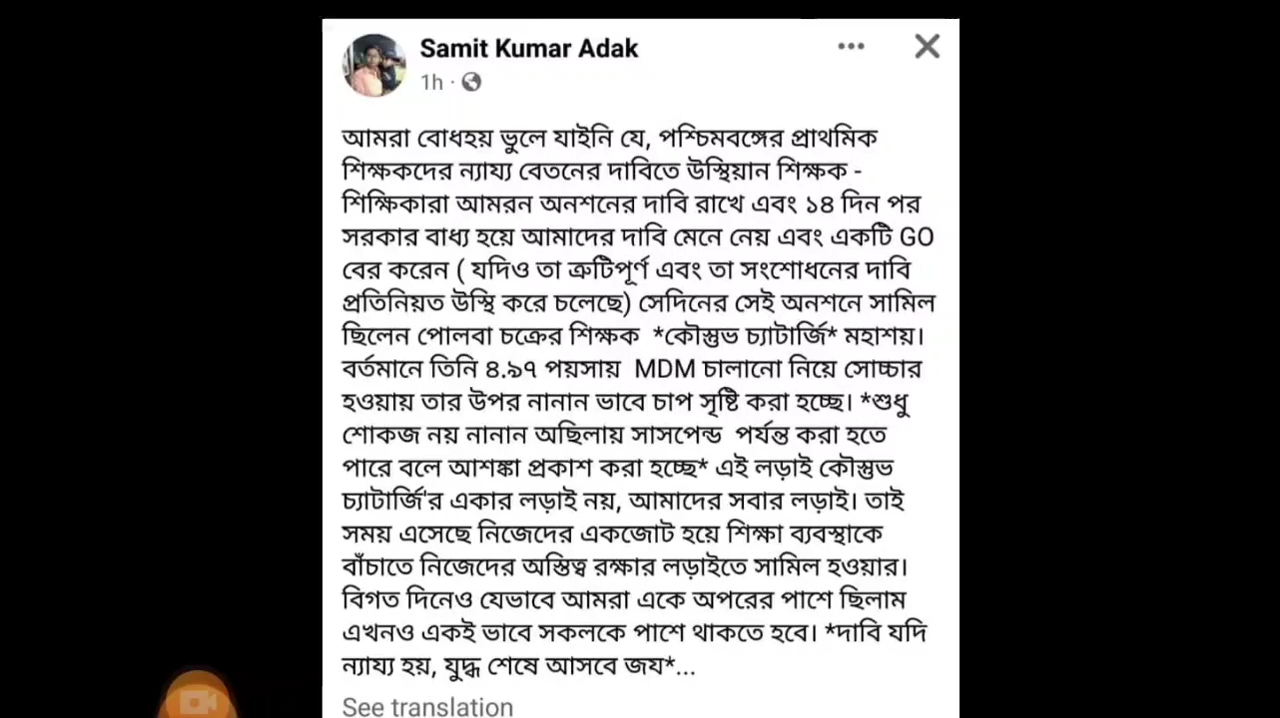 Samit Kumar Adak
1h ·
আমরা বোধহয় ভুলে যাইনি যে, পশ্চিমবঙ্গের প্রাথমিক
শিক্ষকদের ন্যায্য বেতনের দাবিতে উস্থিয়ান শিক্ষক -
শিক্ষিকারা আমরন অনশনের দাবি রাখে এবং ১৪ দিন পর
সরকার বাধ্য হয়ে আমাদের দাবি মেনে নেয় এবং একটি GO
বের করেন ( যদিও তা ত্রুটিপূর্ণ এবং তা সংশোধনের দাবি
প্রতিনিয়ত উস্থি করে চলেছে) সেদিনের সেই অনশনে সামিল
ছিলেন পোলবা চক্রের শিক্ষক *কৌস্তুভ চ্যাটার্জি* মহাশয়।
বর্তমানে তিনি ৪.৯৭ পয়সায় MDM চালানো নিয়ে সোচ্চার
হওয়ায় তার উপর নানান ভাবে চাপ সৃষ্টি করা হচ্ছে। *শুধু
শোকজ নয় নানান অছিলায় সাসপেন্ড পর্যন্ত করা হতে
পারে বলে আশঙ্কা প্রকাশ করা হচ্ছে* এই লড়াই কৌস্তুভ
চ্যাটার্জি'র একার লড়াই নয়, আমাদের সবার লড়াই। তাই
সময় এসেছে নিজেদের একজোট হয়ে শিক্ষা ব্যবস্থাকে
বাঁচাতে নিজেদের অস্তিত্ব রক্ষার লড়াইতে সামিল হওয়ার।
বিগত দিনেও যেভাবে আমরা একে অপরের পাশে ছিলাম
এখনও একই ভাবে সকলকে পাশে থাকতে হবে। *দাবি যদি
ন্যায্য হয়, যুদ্ধ শেষে আসবে জয*...
See translation